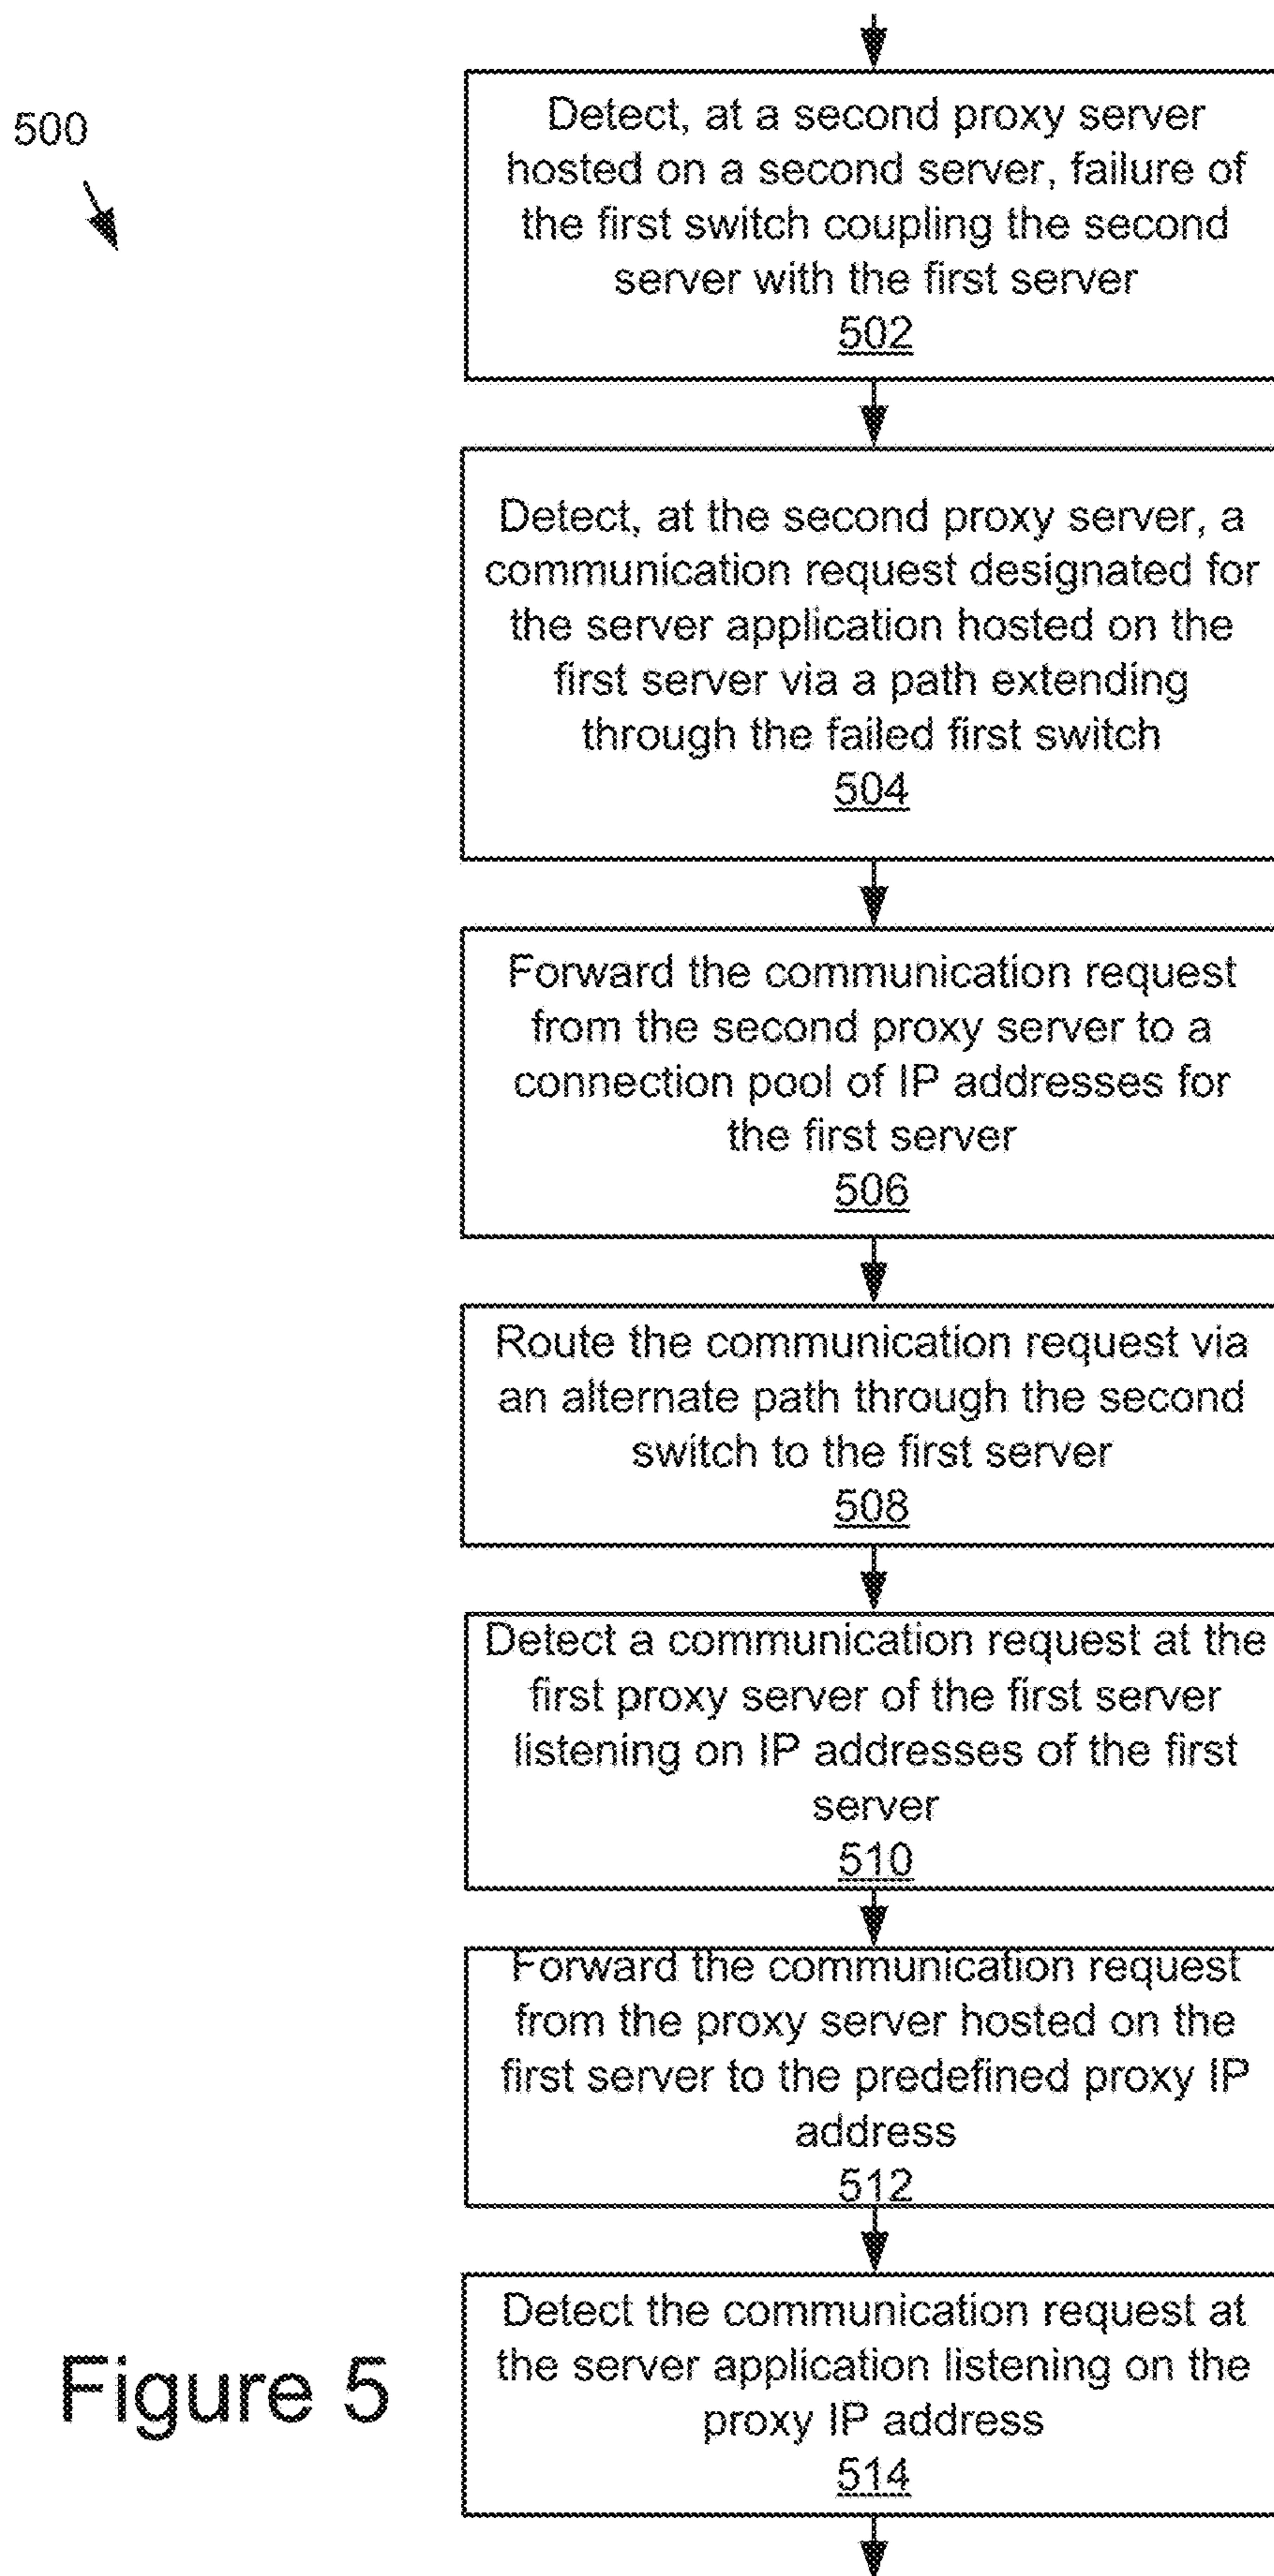 500
Detect, at a second proxy server
hosted on a second server, failure of
the first switch coupling the second
server with the first server
502
Detect, at the second proxy server, a
communication request designated for
the server application hosted on the
first server via a path extending
through the failed first switch
504
Forward the communication request
from the second proxy server to a
connection pool of IP addresses for
the first server
506
Route the communication request via
an alternate path through the second
switch to the first server
508
Detect a communication request at the
first proxy server of the first server
listening on IP addresses of the first
server
510
Forward the communication request
from the proxy server hosted on the
first server to the predefined proxy IP
address
512
Detect the communication request at
the server application listening on the
proxy IP address
514
Figure 5